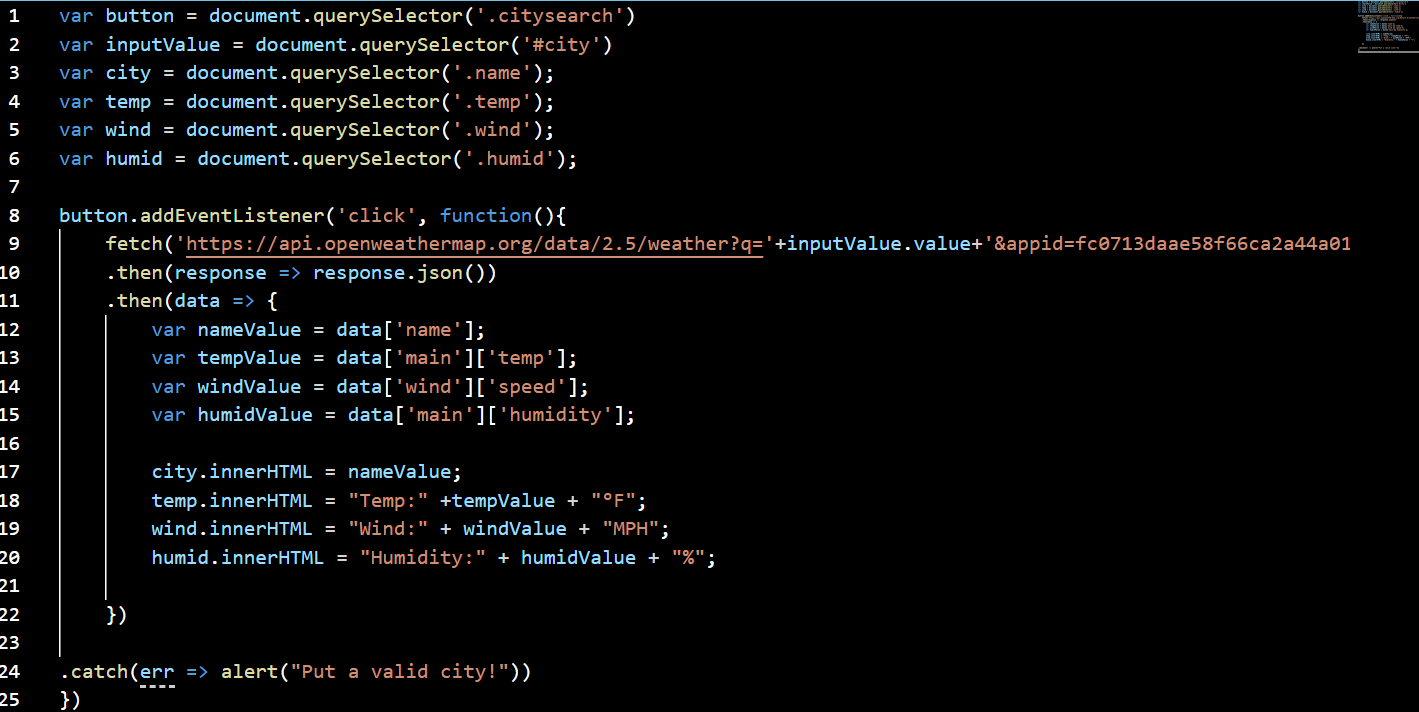 1 var button = document.querySelector('.citysearch')
2 var inputValue = document.querySelector('#city')
3 var city = document.querySelector('.name');
4 var temp = document.querySelector('.temp');
5 var wind = document.querySelector('.wind');
6 var humid = document.querySelector('.humid');
7
8 button.addEventListener('click', function(){
9 fetch('https://api.openweathermap.org/data/2.5/weather?q='+inputValue.value+'&appid=fc0713daae58f66ca2a44a01
10 .then(response => response.json())
11 .then(data => {
12 var nameValue = data['name'];
13 var tempValue = data['main']['temp'];
14 var windValue = data['wind']['speed'];
15 var humidValue = data['main']['humidity'];
16
17 city.innerHTML = nameValue;
18 temp.innerHTML = "Temp:" +tempValue + "°F";
19 wind.innerHTML = "Wind:" + windValue + "MPH";
20 humid.innerHTML = "Humidity:" + humidValue + "%";
21
22 })
23
24 .catch(err => alert("Put a valid city!"))
25 })